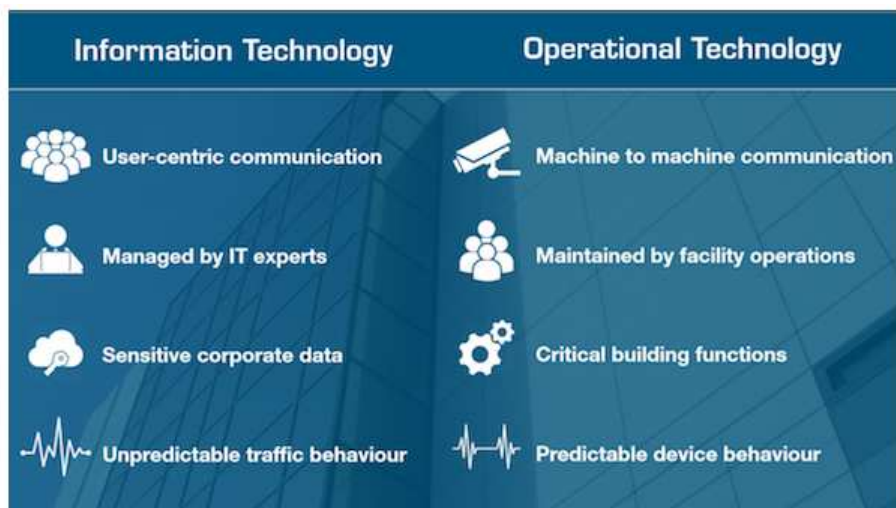 Information Technology
Operational Technology
User-centric communication
Machine to machine communication
Managed by IT experts
Maintained by facility operations
Sensitive corporate data
Critical building functions
Unpredictable traffic behaviour
Predictable device behaviour